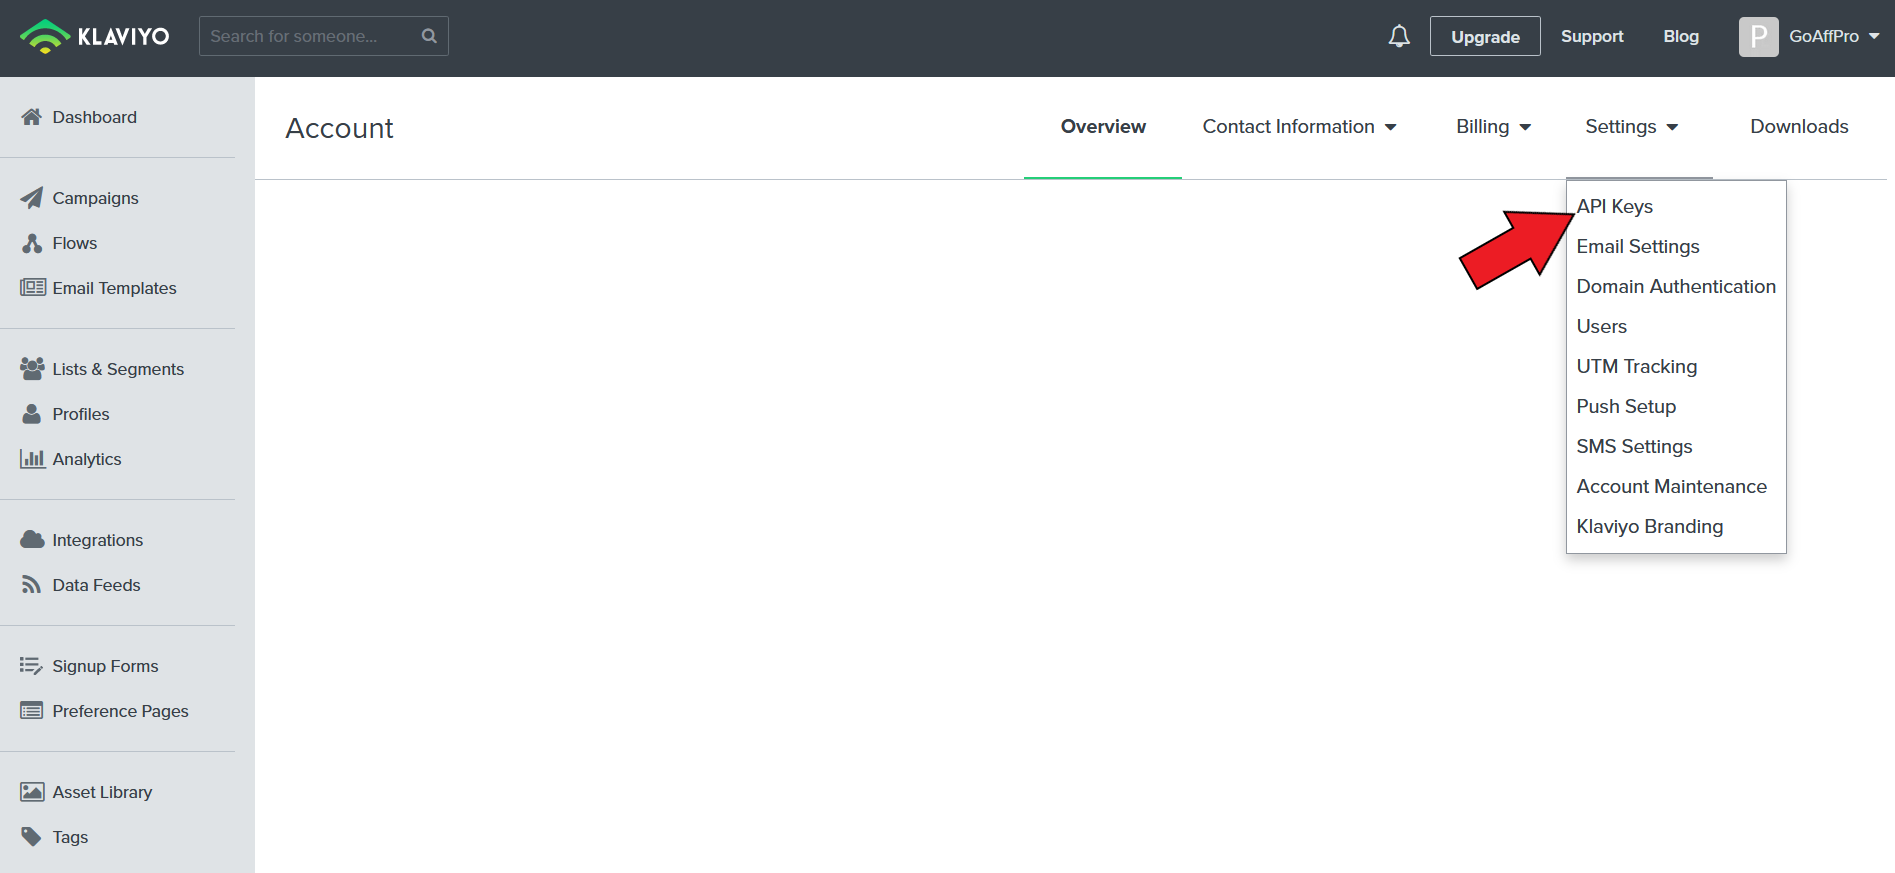 KLAVIYO
Search for someone...
Upgrade
Support
Blog
P
GoAffPro
Dashboard
Campaigns
Flows
Email Templates
Lists & Segments
Profiles
Analytics
Integrations
Data Feeds
Signup Forms
Preference Pages
Asset Library
Tags
Account
Overview
Contact Information
Billing
Settings
Downloads
API Keys
Email Settings
Domain Authentication
Users
UTM Tracking
Push Setup
SMS Settings
Account Maintenance
Klaviyo Branding